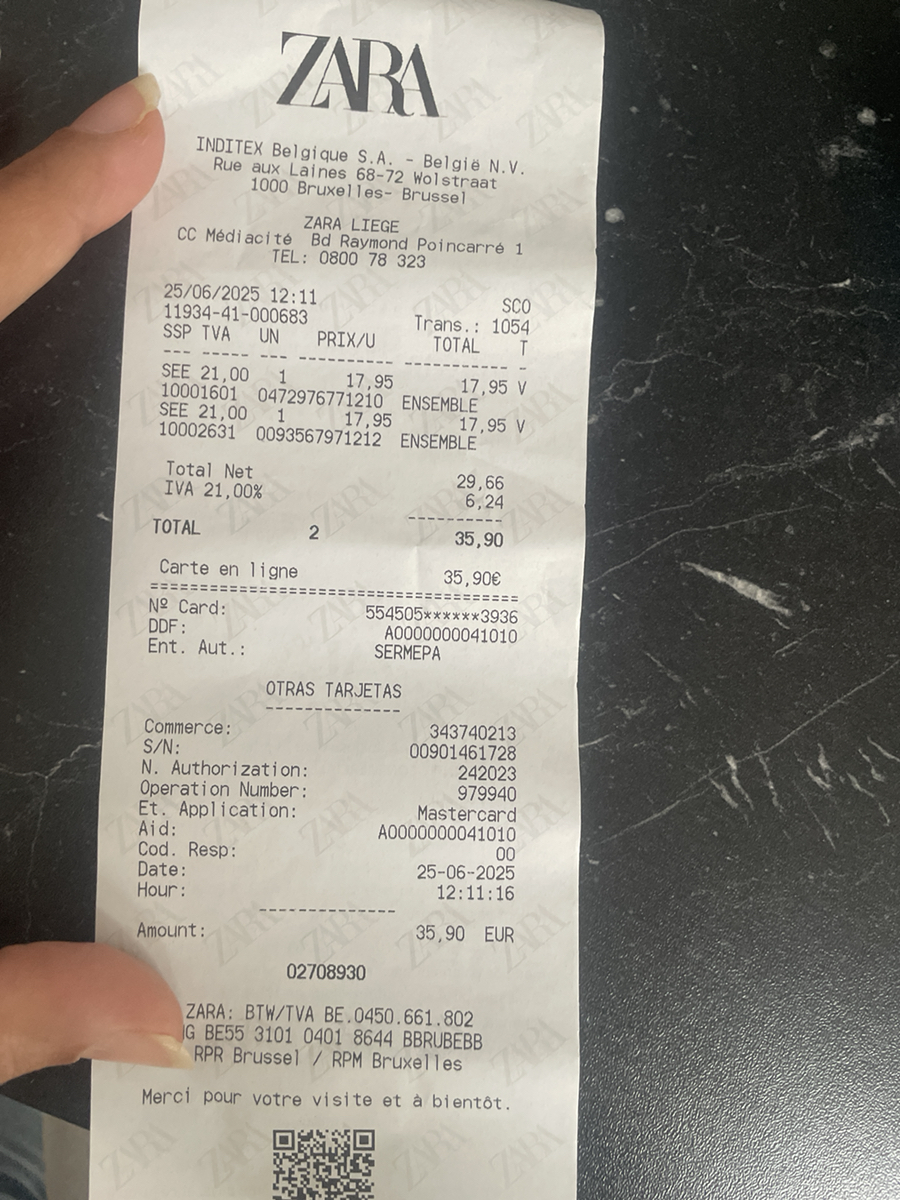 ZARA
INDITEX Belgique S.A. - België N.V.
Rue aux Laines 68-72 Wolstraat
1000 Bruxelles- Brussel
ZARA LIEGE
CC Médiacité Bd Raymond Poincarré 1
TEL: 0800 78 323
25/06/2025 12:11 SCO
11934-41-000683 Trans.: 1054
SSP TVA UN PRIX/U TOTAL T
--- ----- --- ---------- ----------- -
SEE 21,00 1 17,95 17,95 V
10001601 0472976771210 ENSEMBLE
SEE 21,00 1 17,95 17,95 V
10002631 0093567971212 ENSEMBLE
Total Net 29,66
IVA 21,00% 6,24
----------
TOTAL 2 35,90
Carte en ligne 35,90€
========================================
Nº Card: 554505******3936
DDF: A0000000041010
Ent. Aut.: SERMEPA
OTRAS TARJETAS
--------------
Commerce: 343740213
S/N: 00901461728
N. Authorization: 242023
Operation Number: 979940
Et. Application: Mastercard
Aid: A0000000041010
Cod. Resp: 00
Date: 25-06-2025
Hour: 12:11:16
--------------
Amount: 35,90 EUR
02708930
ZARA: BTW/TVA BE.0450.661.802
G BE55 3101 0401 8644 BBRUBEBB
RPR Brussel / RPM Bruxelles
Merci pour votre visite et à bientôt.